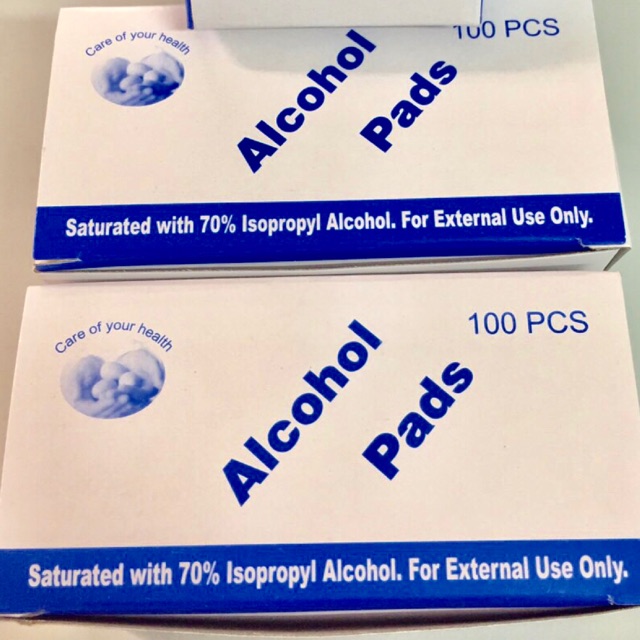 Care of your health
100 PCS
Alcohol
Pads
Saturated with 70% Isopropyl Alcohol. For External Use Only.
Care of your health
100 PCS
Alcohol
Pads
Saturated with 70% Isopropyl Alcohol. For External Use Only.